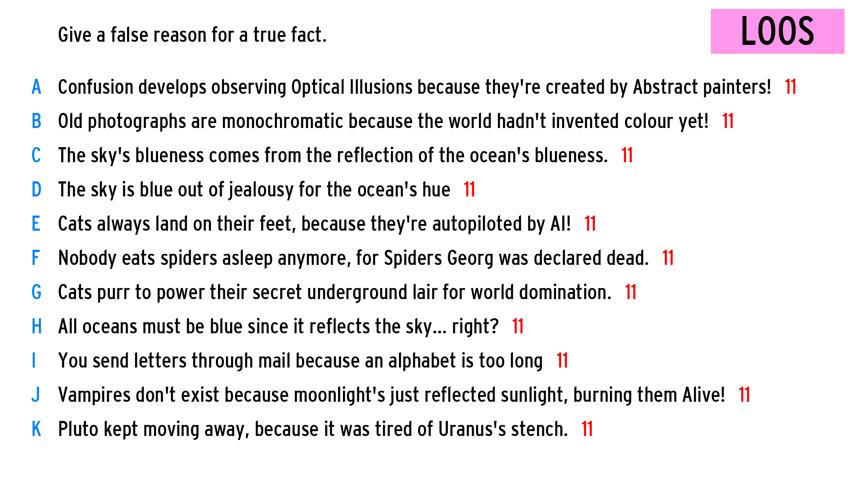 Give a false reason for a true fact.
LOOS
A Confusion develops observing Optical Illusions because they're created by Abstract painters! 11
B Old photographs are monochromatic because the world hadn't invented colour yet! 11
C The sky's blueness comes from the reflection of the ocean's blueness. 11
D The sky is blue out of jealousy for the ocean's hue 11
E Cats always land on their feet, because they're autopiloted by AI! 11
F Nobody eats spiders asleep anymore, for Spiders Georg was declared dead. 11
G Cats purr to power their secret underground lair for world domination. 11
H All oceans must be blue since it reflects the sky... right? 11
I You send letters through mail because an alphabet is too long 11
J Vampires don't exist because moonlight's just reflected sunlight, burning them Alive! 11
K Pluto kept moving away, because it was tired of Uranus's stench. 11